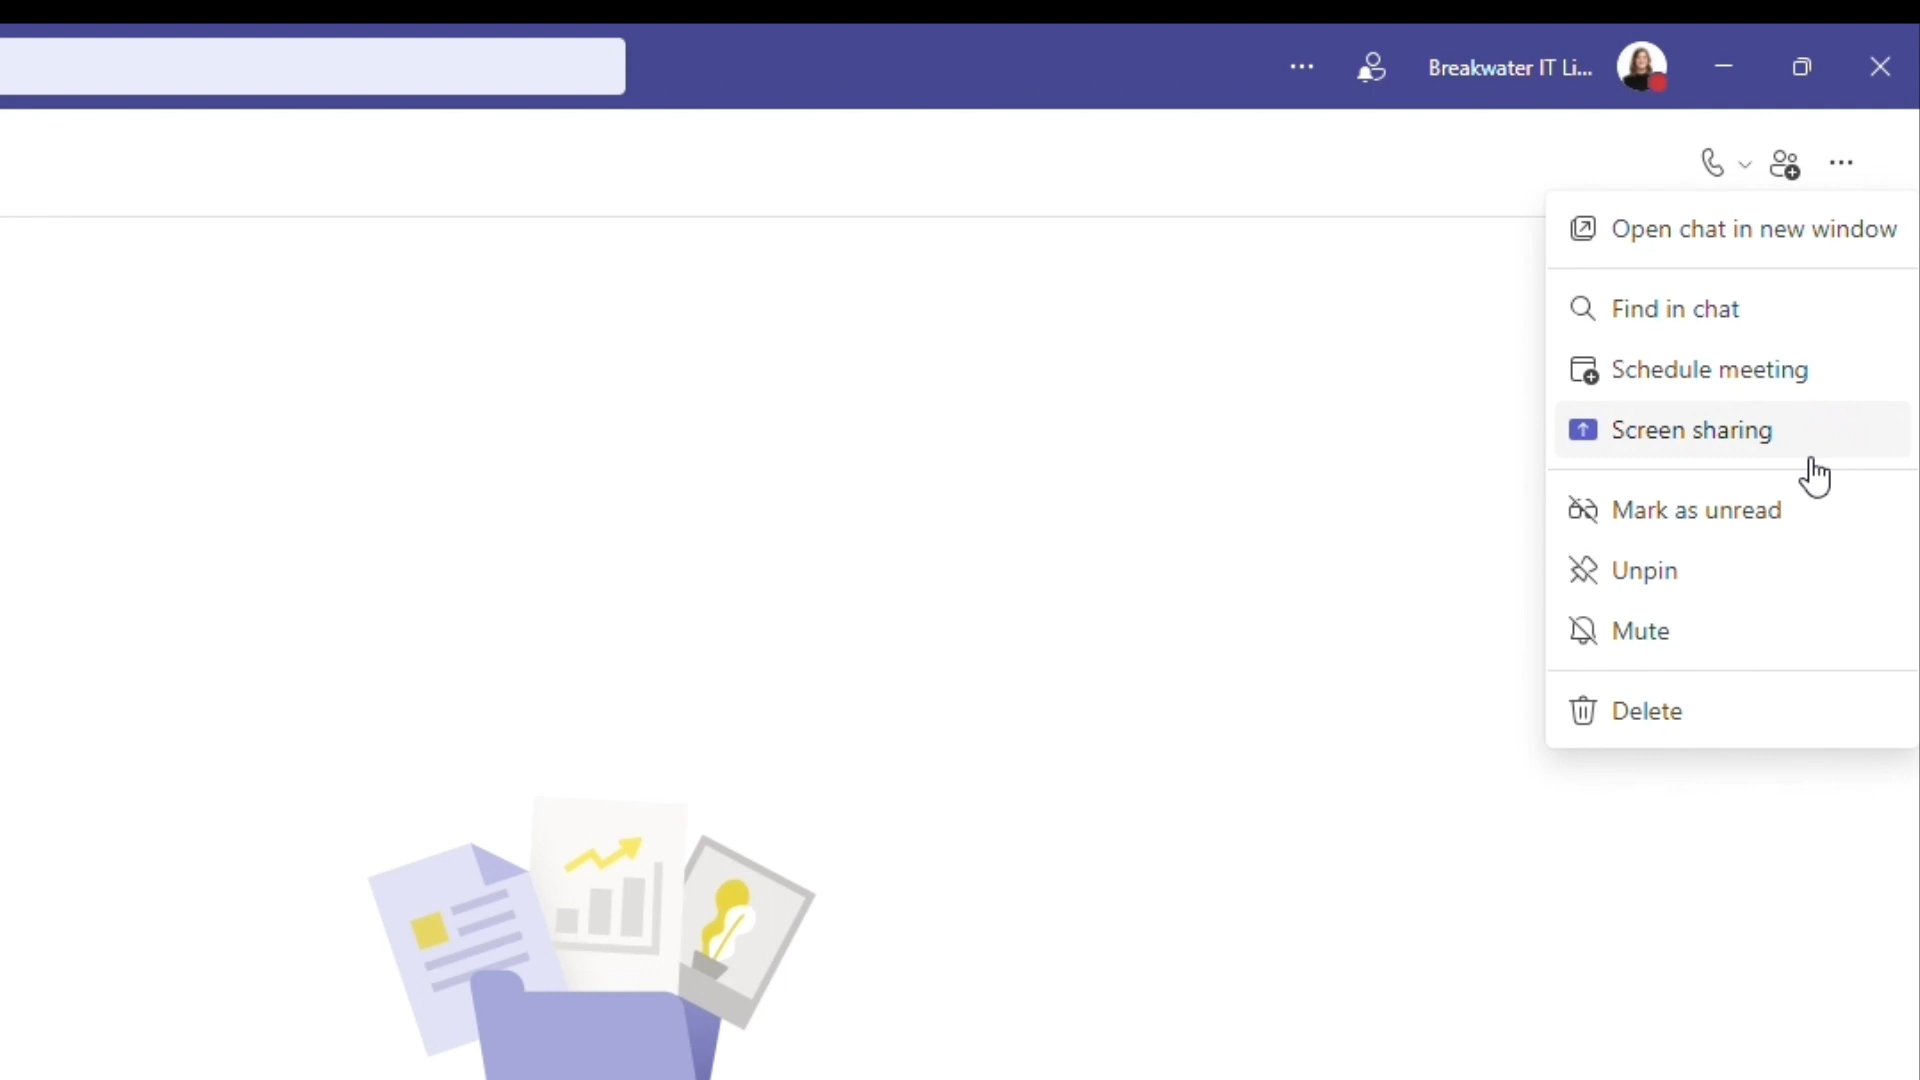 Breakwater IT Li...
Open chat in new window
Find in chat
Schedule meeting
Screen sharing
Mark as unread
Unpin
Mute
Delete